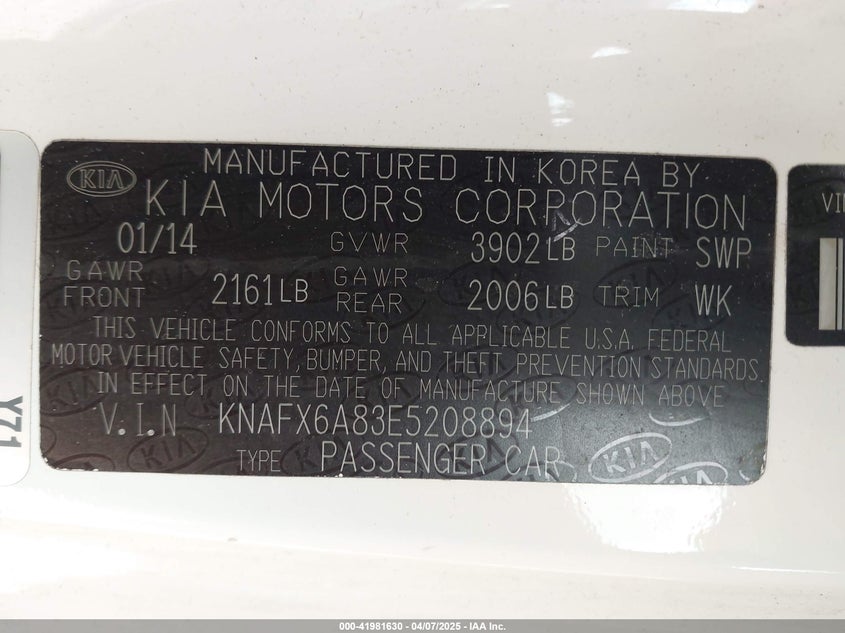 MANUFACTURED IN KOREA BY
KIA KIA MOTORS CORPORATION
01/14 GVWR 3902LB PAINT SWP
GAWR FRONT 2161LB GAWR REAR 2006LB TRIM WK
THIS VEHICLE CONFORMS TO ALL APPLICABLE U.S.A. FEDERAL
MOTOR VEHICLE SAFETY, BUMPER, AND THEFT PREVENTION STANDARDS
IN EFFECT ON THE DATE OF MANUFACTURE SHOWN ABOVE
V.I.N KNAFX6A83E5208894
TYPE PASSENGER CAR
KIA
Y71
000-41981630 - 04/07/2025 - IAA Inc.